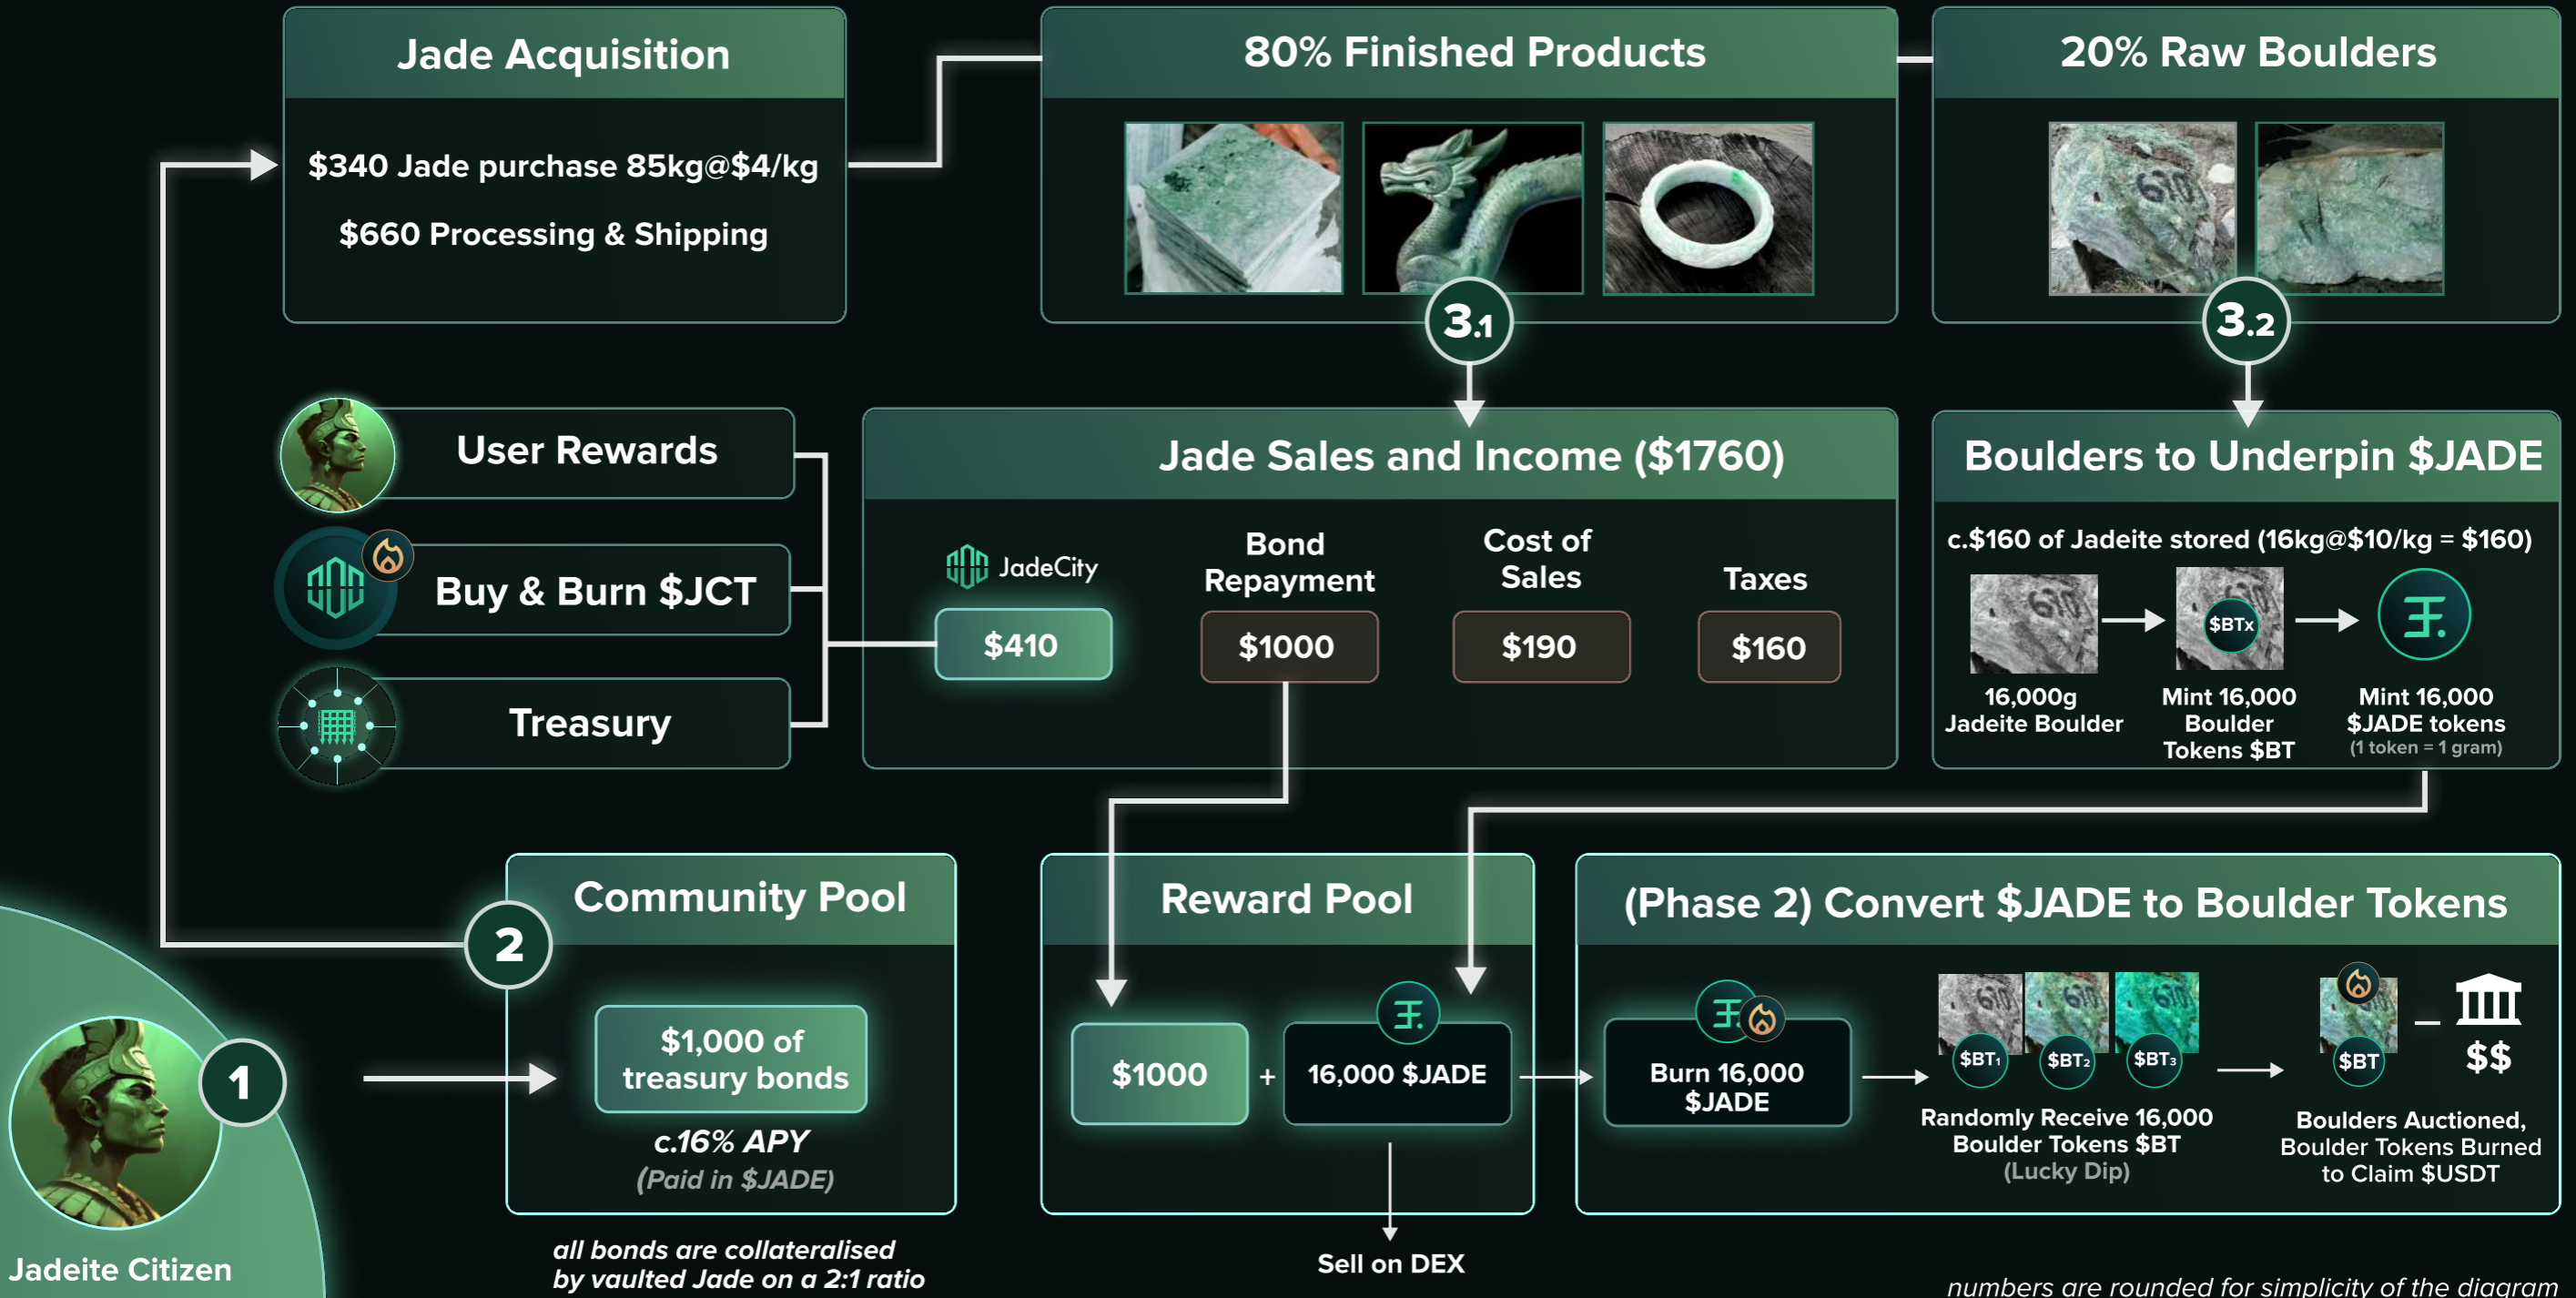 Jade Acquisition
$340 Jade purchase 85kg@$4/kg
$660 Processing & Shipping
80% Finished Products
3.1
20% Raw Boulders
610
3.2
User Rewards
Buy & Burn $JCT
Treasury
Jade Sales and Income ($1760)
JadeCity
$410
Bond
Repayment
$1000
Cost of
Sales
$190
Taxes
$160
Boulders to Underpin $JADE
c.$160 of Jadeite stored (16kg@$10/kg = $160)
610
$BTx
16,000g
Jadeite Boulder
Mint 16,000
Boulder
Tokens $BT
Mint 16,000
$JADE tokens
(1 token = 1 gram)
1
Jadeite Citizen
2
Community Pool
$1,000 of
treasury bonds
c.16% APY
(Paid in $JADE)
all bonds are collateralised
by vaulted Jade on a 2:1 ratio
Reward Pool
$1000
+
16,000 $JADE
Sell on DEX
(Phase 2) Convert $JADE to Boulder Tokens
Burn 16,000
$JADE
610 610 610
$BT1 $BT2 $BT3
Randomly Receive 16,000
Boulder Tokens $BT
(Lucky Dip)
$BT
$$
Boulders Auctioned,
Boulder Tokens Burned
to Claim $USDT
numbers are rounded for simplicity of the diagram